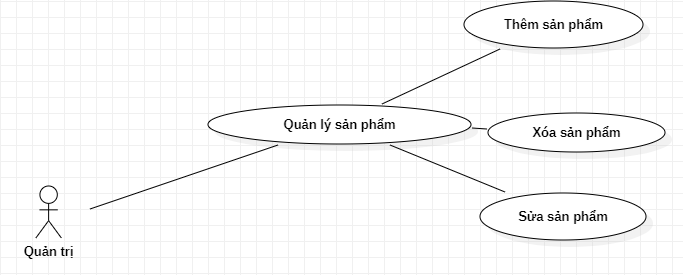 Thêm sản phẩm
Quản lý sản phẩm
Xóa sản phẩm
Sửa sản phẩm
Quản trị